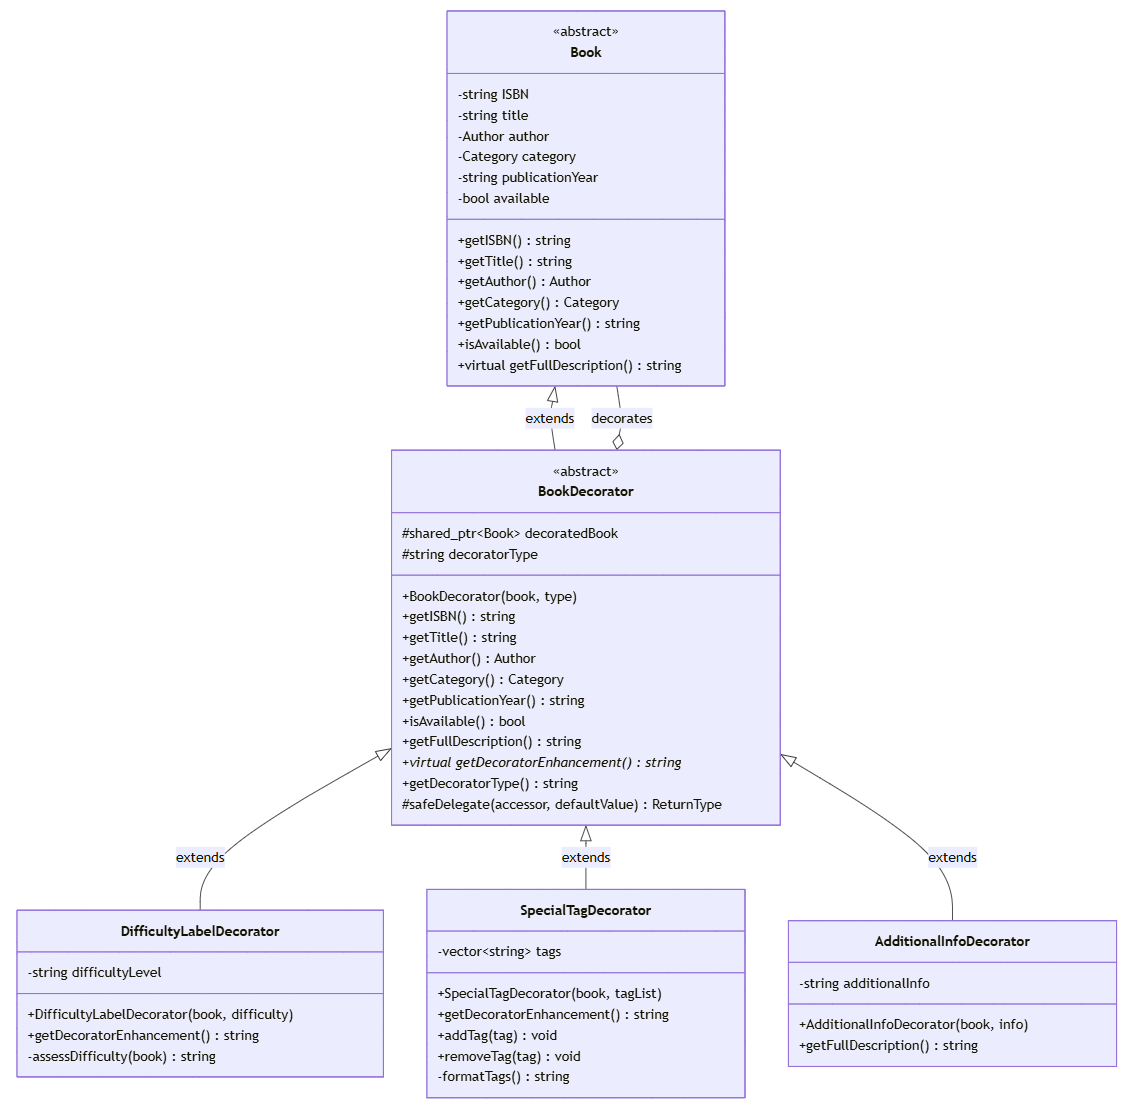 «abstract»
Book
-string ISBN
-string title
-Author author
-Category category
-string publicationYear
-bool available
+getISBN() : string
+getTitle() : string
+getAuthor() : Author
+getCategory() : Category
+getPublicationYear() : string
+isAvailable() : bool
+virtual getFullDescription() : string
extends
decorates
«abstract»
BookDecorator
#shared_ptr<Book> decoratedBook
#string decoratorType
+BookDecorator(book, type)
+getISBN() : string
+getTitle() : string
+getAuthor() : Author
+getCategory() : Category
+getPublicationYear() : string
+isAvailable() : bool
+getFullDescription() : string
+virtual getDecoratorEnhancement() : string
+getDecoratorType() : string
#safeDelegate(accessor, defaultValue) : ReturnType
extends
extends
extends
DifficultyLabelDecorator
-string difficultyLevel
+DifficultyLabelDecorator(book, difficulty)
+getDecoratorEnhancement() : string
-assessDifficulty(book) : string
SpecialTagDecorator
-vector<string> tags
+SpecialTagDecorator(book, tagList)
+getDecoratorEnhancement() : string
+addTag(tag) : void
+removeTag(tag) : void
-formatTags() : string
AdditionalInfoDecorator
-string additionalInfo
+AdditionalInfoDecorator(book, info)
+getFullDescription() : string